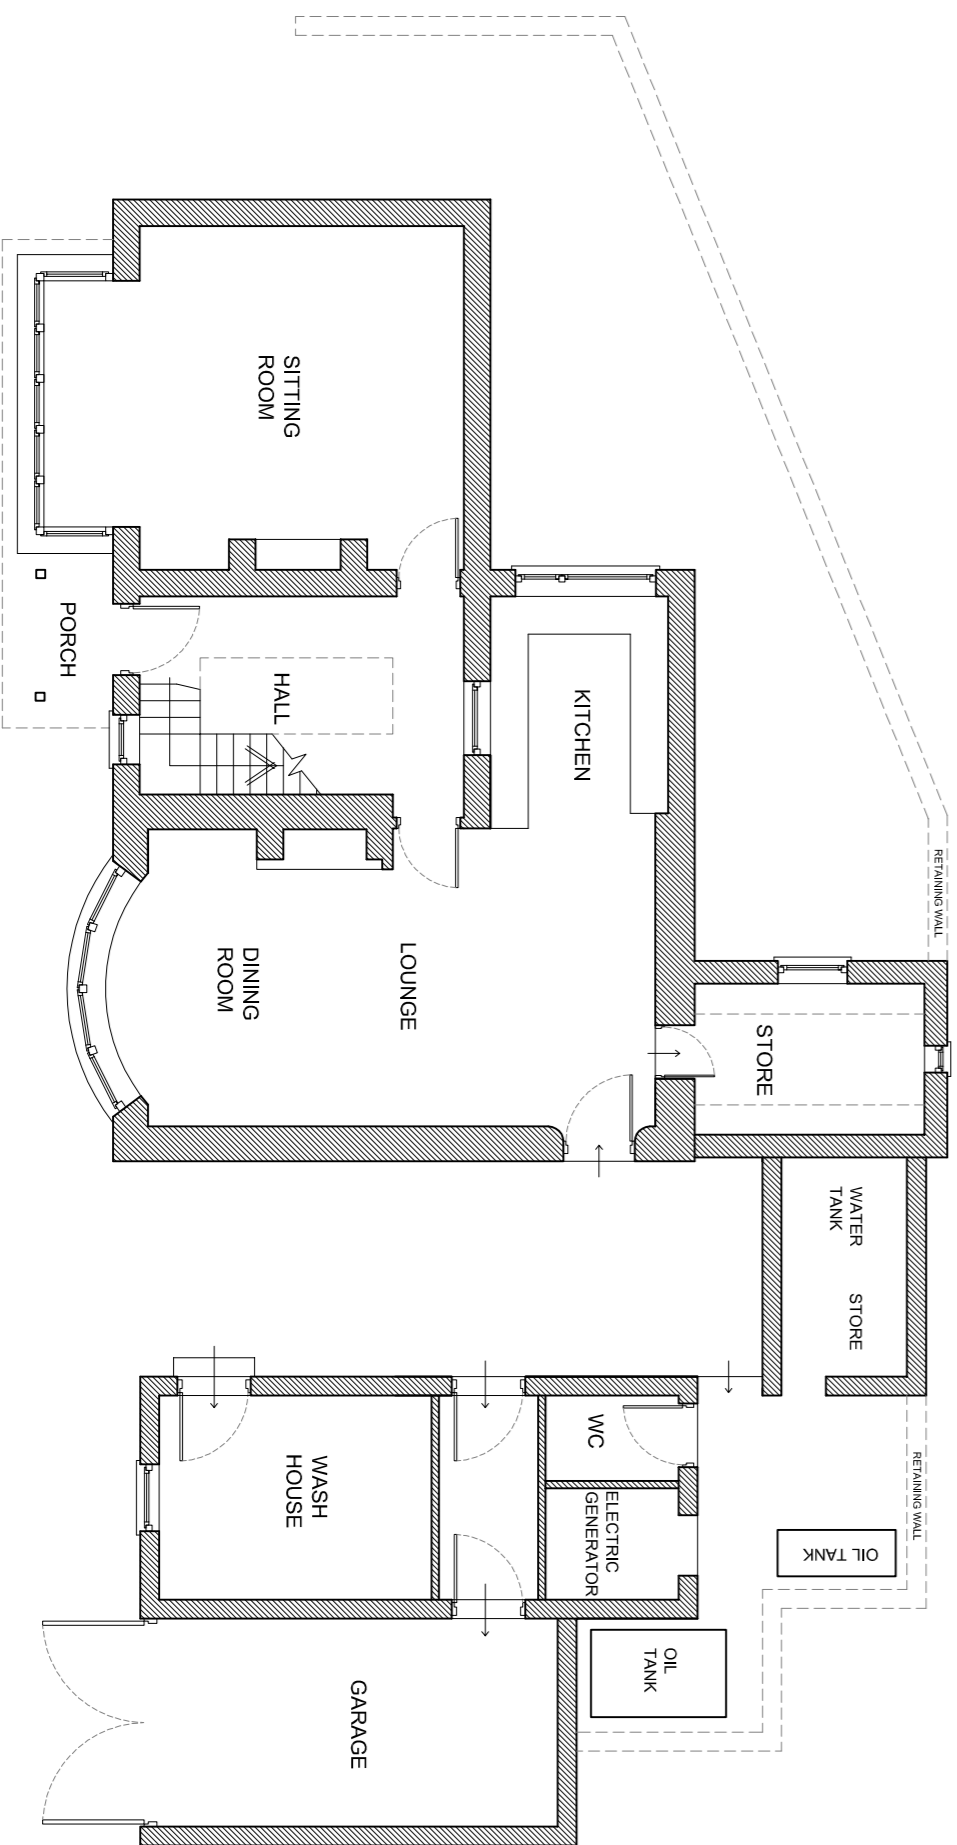 RETAINING WALL
SITTING
ROOM
PORCH
HALL
KITCHEN
DINING
ROOM
LOUNGE
STORE
WATER
TANK
STORE
WASH
HOUSE
WC
ELECTRIC
GENERATOR
RETAINING WALL
OIL TANK
OIL
TANK
GARAGE